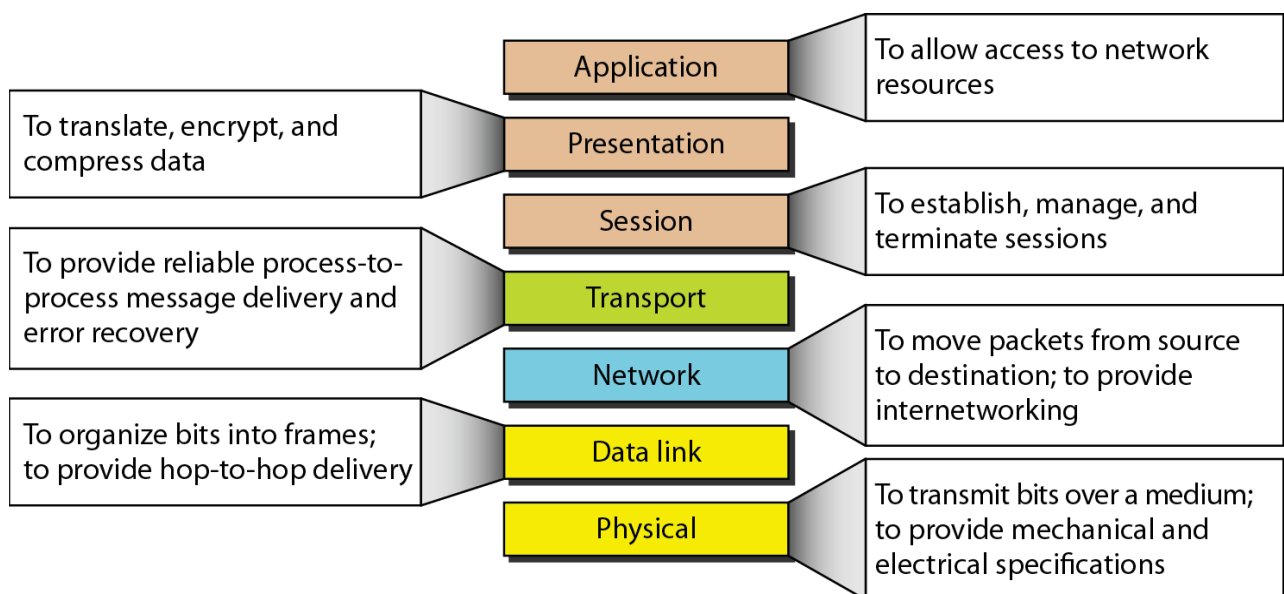 Application
To allow access to network
resources
To translate, encrypt, and
compress data
Presentation
Session
To establish, manage, and
terminate sessions
To provide reliable process-to-
process message delivery and
error recovery
Transport
Network
To move packets from source
to destination; to provide
internetworking
To organize bits into frames;
to provide hop-to-hop delivery
Data link
Physical
To transmit bits over a medium;
to provide mechanical and
electrical specifications